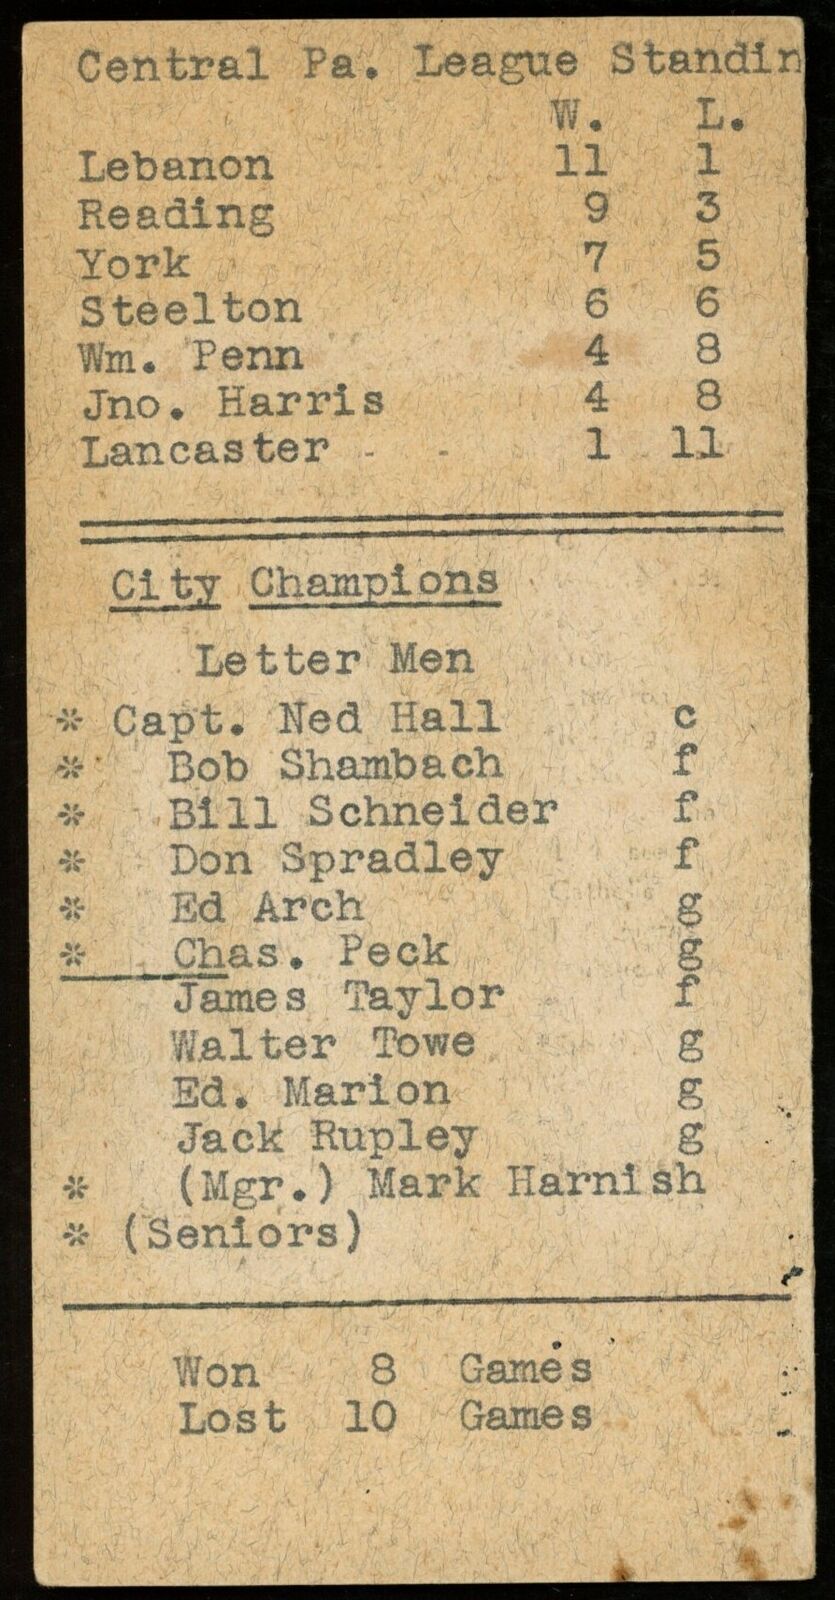 Central Pa. League Standin
W. L.
Lebanon 11 1
Reading 9 3
York 7 5
Steelton 6 6
Wm. Penn 4 8
Jno. Harris 4 8
Lancaster - - 1 11
City Champions
Letter Men
* Capt. Ned Hall c
* Bob Shambach f
* Bill Schneider f
* Don Spradley f
* Ed Arch g
* Chas. Peck g
James Taylor f
Walter Towe g
Ed. Marion g
Jack Rupley g
* (Mgr.) Mark Harnish
* (Seniors)
Won 8 Games
Lost 10 Games